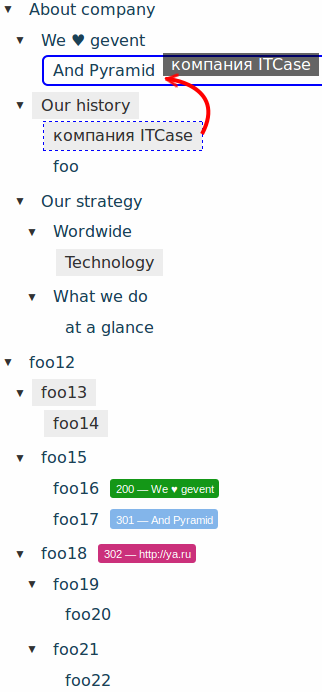 About company
We ♥ gevent
And Pyramid компания ITCase
Our history
компания ITCase
foo
Our strategy
Wordwide
Technology
What we do
at a glance
foo12
foo13
foo14
foo15
foo16 200 — We ♥ gevent
foo17 301 — And Pyramid
foo18 302 — http://ya.ru
foo19
foo20
foo21
foo22